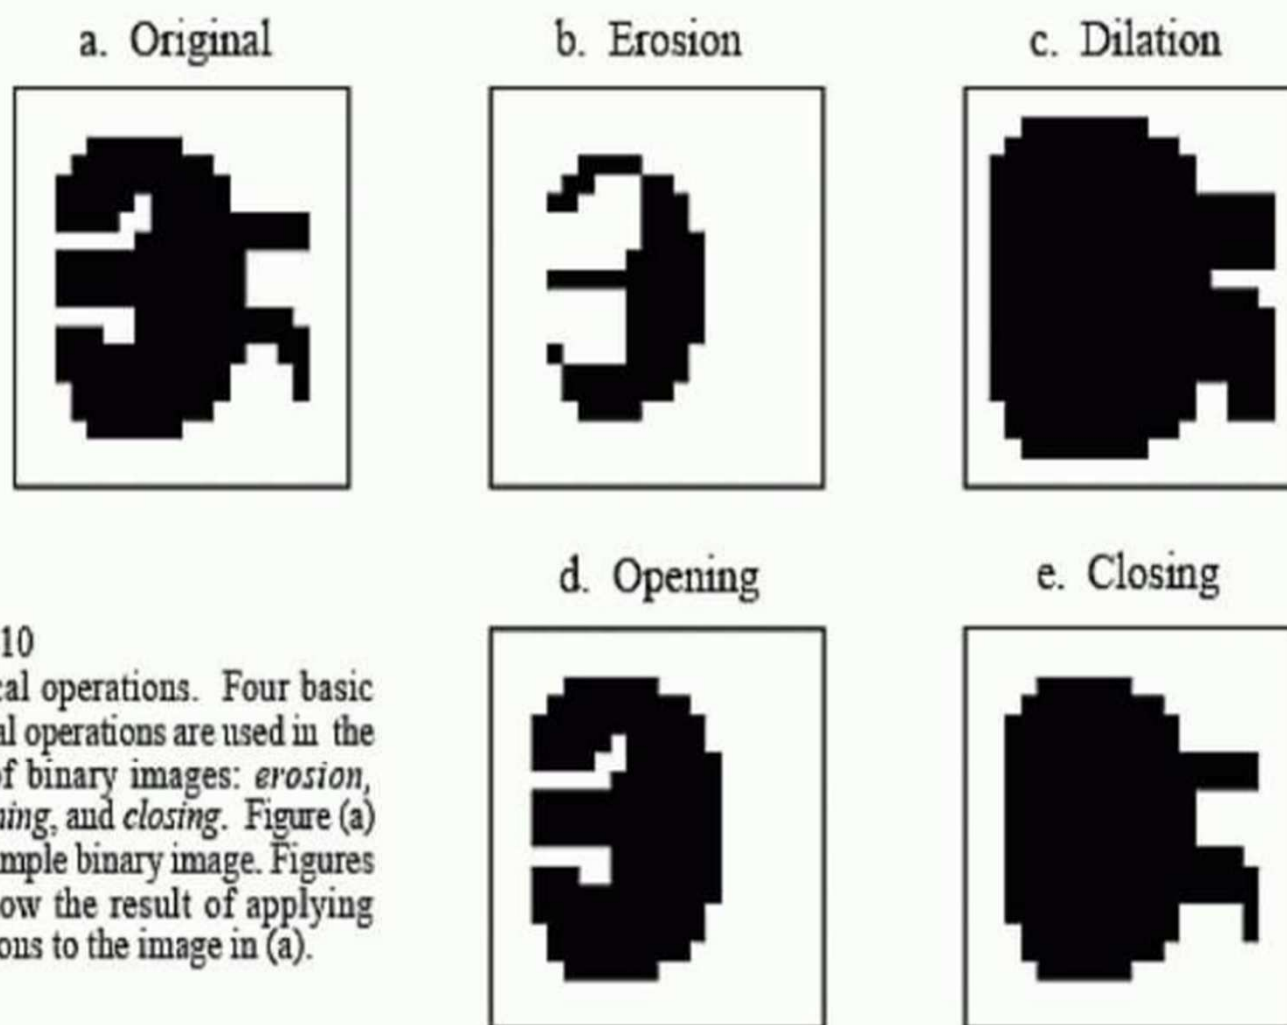 a. Original
b. Erosion
c. Dilation
d. Opening
e. Closing
10
cal operations. Four basic
al operations are used in the
of binary images: erosion,
ning, and closing. Figure (a)
mple binary image. Figures
ow the result of applying
ons to the image in (a).